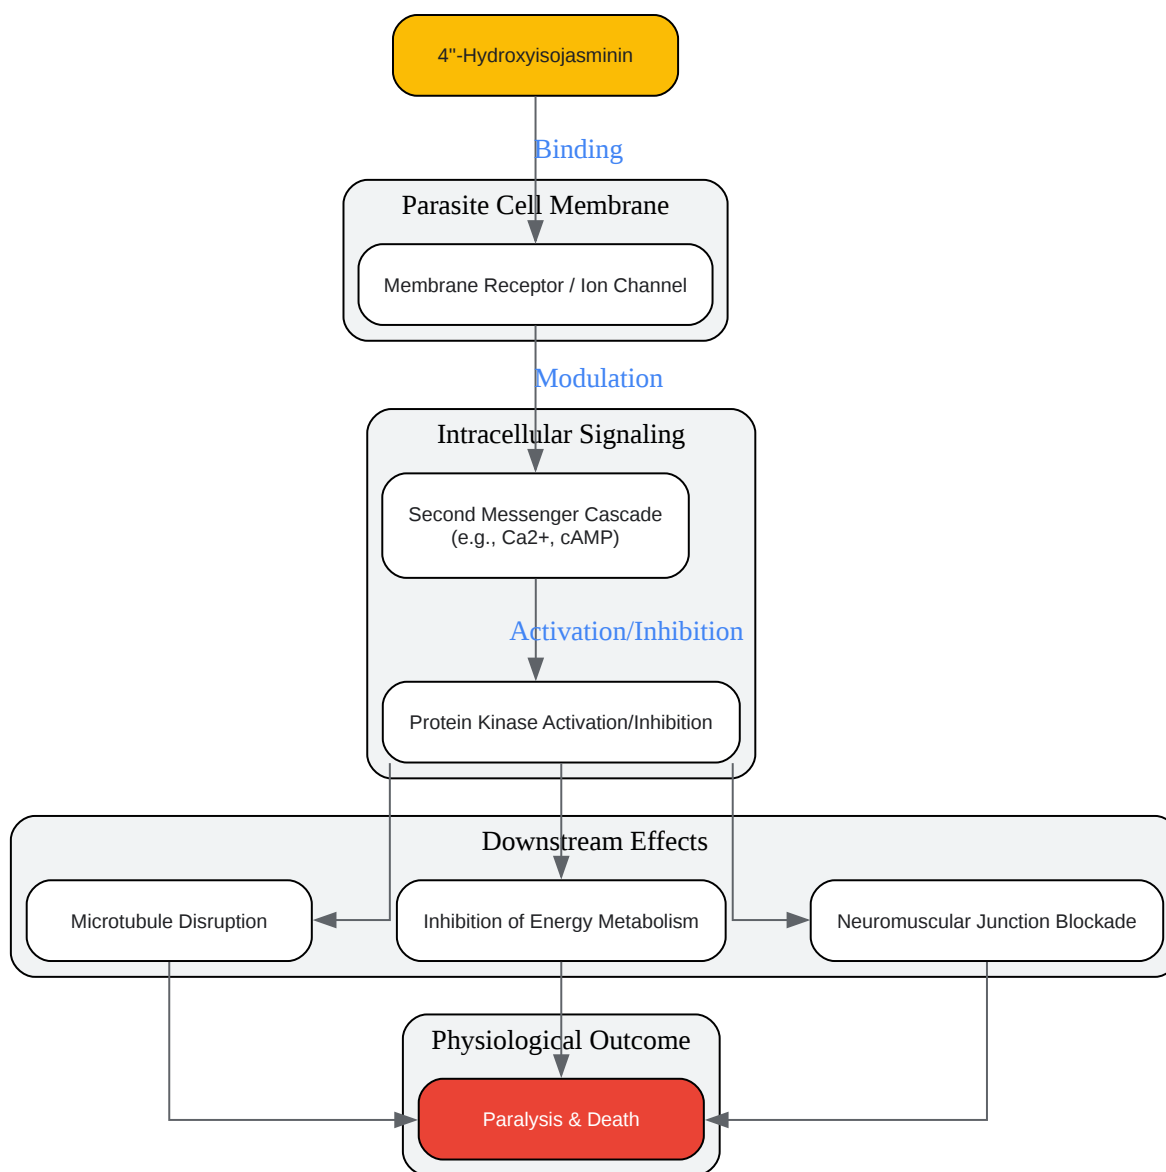 4"-Hydroxyisojasminin
Binding
Parasite Cell Membrane
Membrane Receptor / Ion Channel
Modulation
Intracellular Signaling
Second Messenger Cascade
(e.g., Ca2+, cAMP)
Activation/Inhibition
Protein Kinase Activation/Inhibition
Downstream Effects
Microtubule Disruption
Inhibition of Energy Metabolism
Neuromuscular Junction Blockade
Physiological Outcome
Paralysis & Death